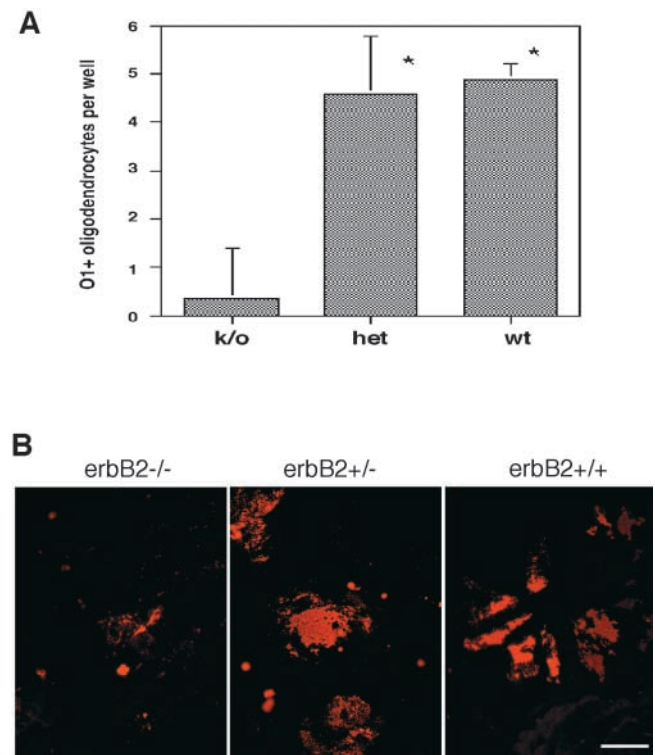 A
O1+ oligodendrocytes per well
6
5
4
3
2
1
0
*
*
k/o
het
wt
B
erbB2-/-
erbB2+/-
erbB2+/+